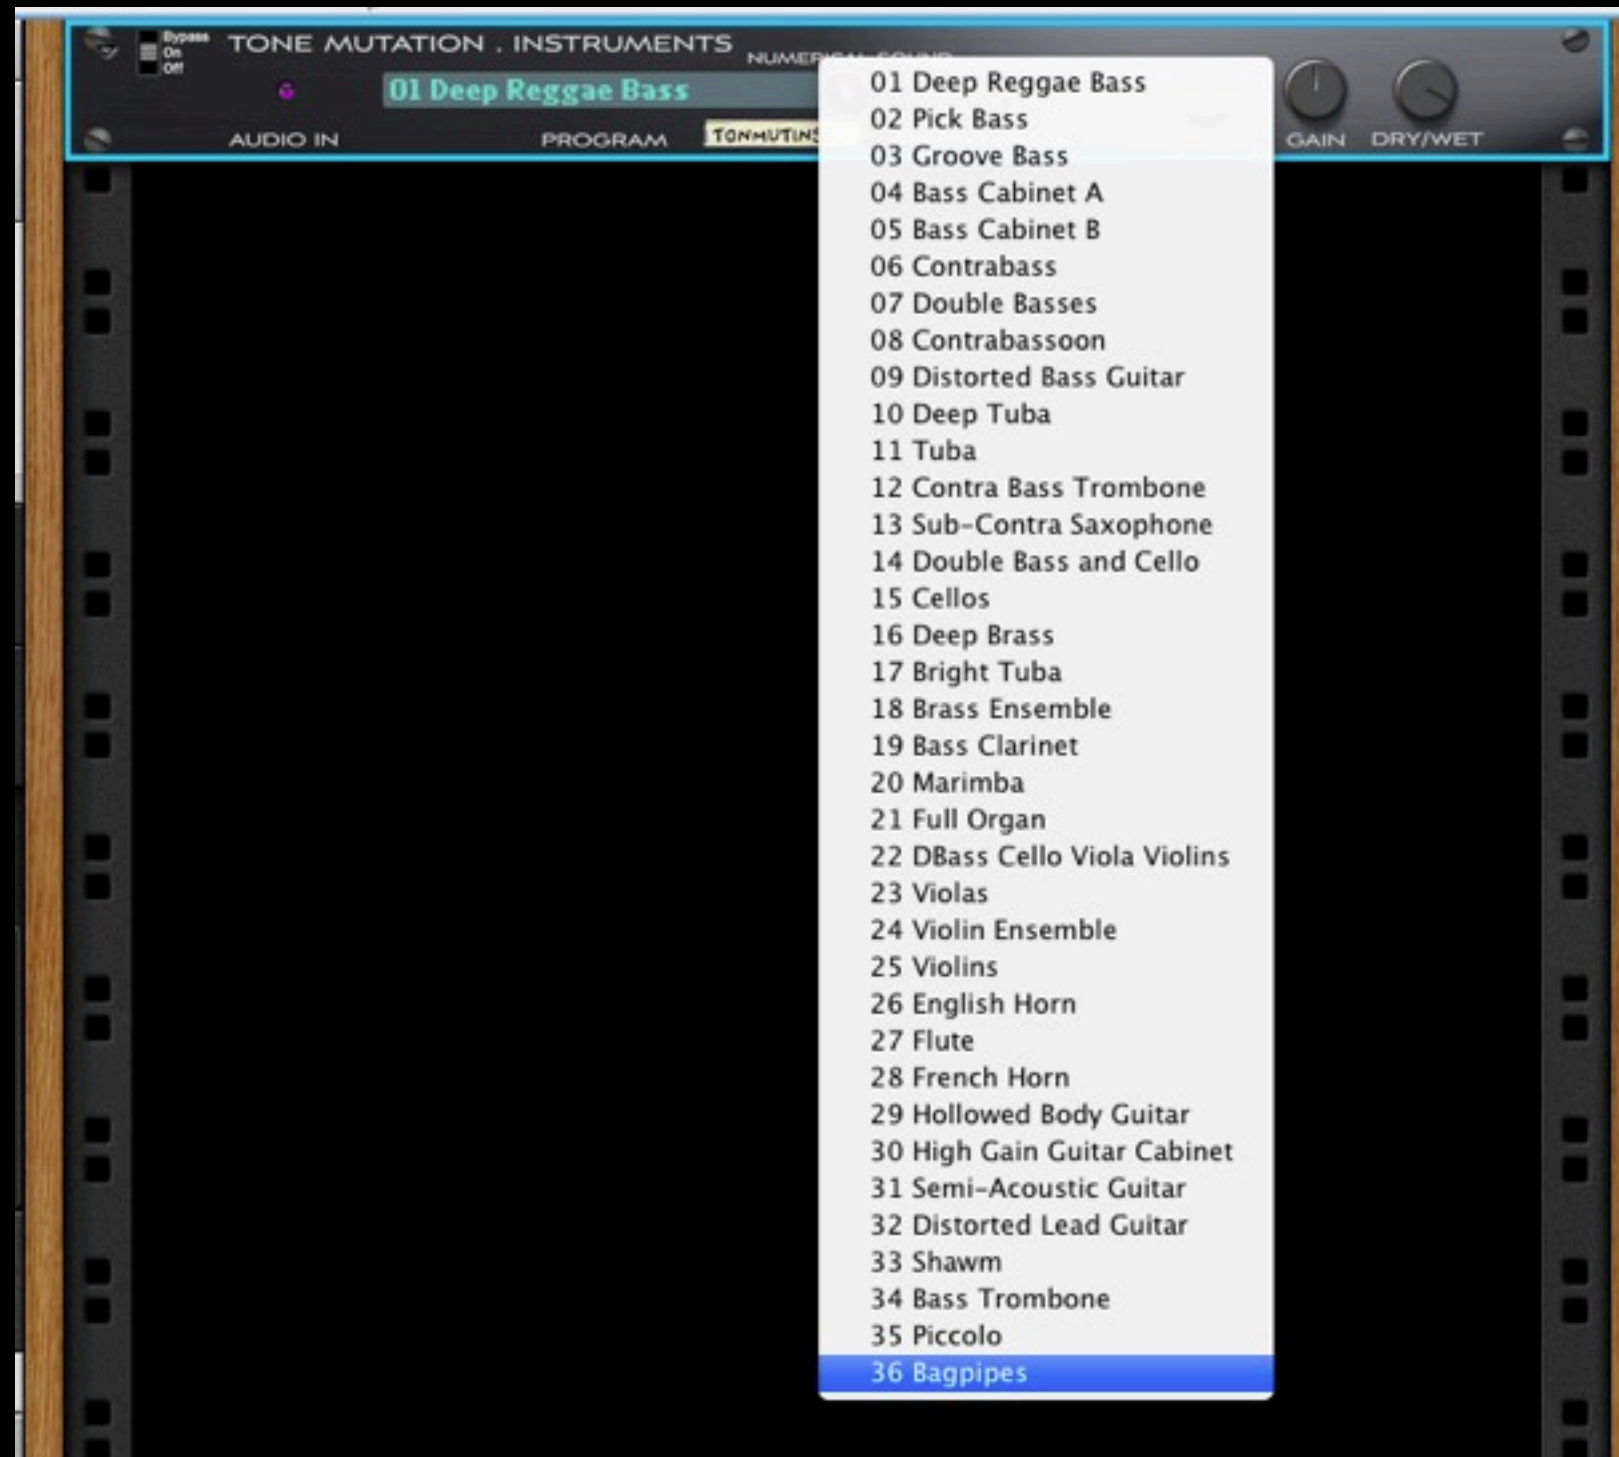 Bypass
On
Off
TONE MUTATION . INSTRUMENTS
NUMERICAL SOUND
01 Deep Reggae Bass
AUDIO IN
PROGRAM
TONMUTINS
GAIN
DRY/WET
01 Deep Reggae Bass
02 Pick Bass
03 Groove Bass
04 Bass Cabinet A
05 Bass Cabinet B
06 Contrabass
07 Double Basses
08 Contrabassoon
09 Distorted Bass Guitar
10 Deep Tuba
11 Tuba
12 Contra Bass Trombone
13 Sub-Contra Saxophone
14 Double Bass and Cello
15 Cellos
16 Deep Brass
17 Bright Tuba
18 Brass Ensemble
19 Bass Clarinet
20 Marimba
21 Full Organ
22 DBass Cello Viola Violins
23 Violas
24 Violin Ensemble
25 Violins
26 English Horn
27 Flute
28 French Horn
29 Hollowed Body Guitar
30 High Gain Guitar Cabinet
31 Semi-Acoustic Guitar
32 Distorted Lead Guitar
33 Shawm
34 Bass Trombone
35 Piccolo
36 Bagpipes